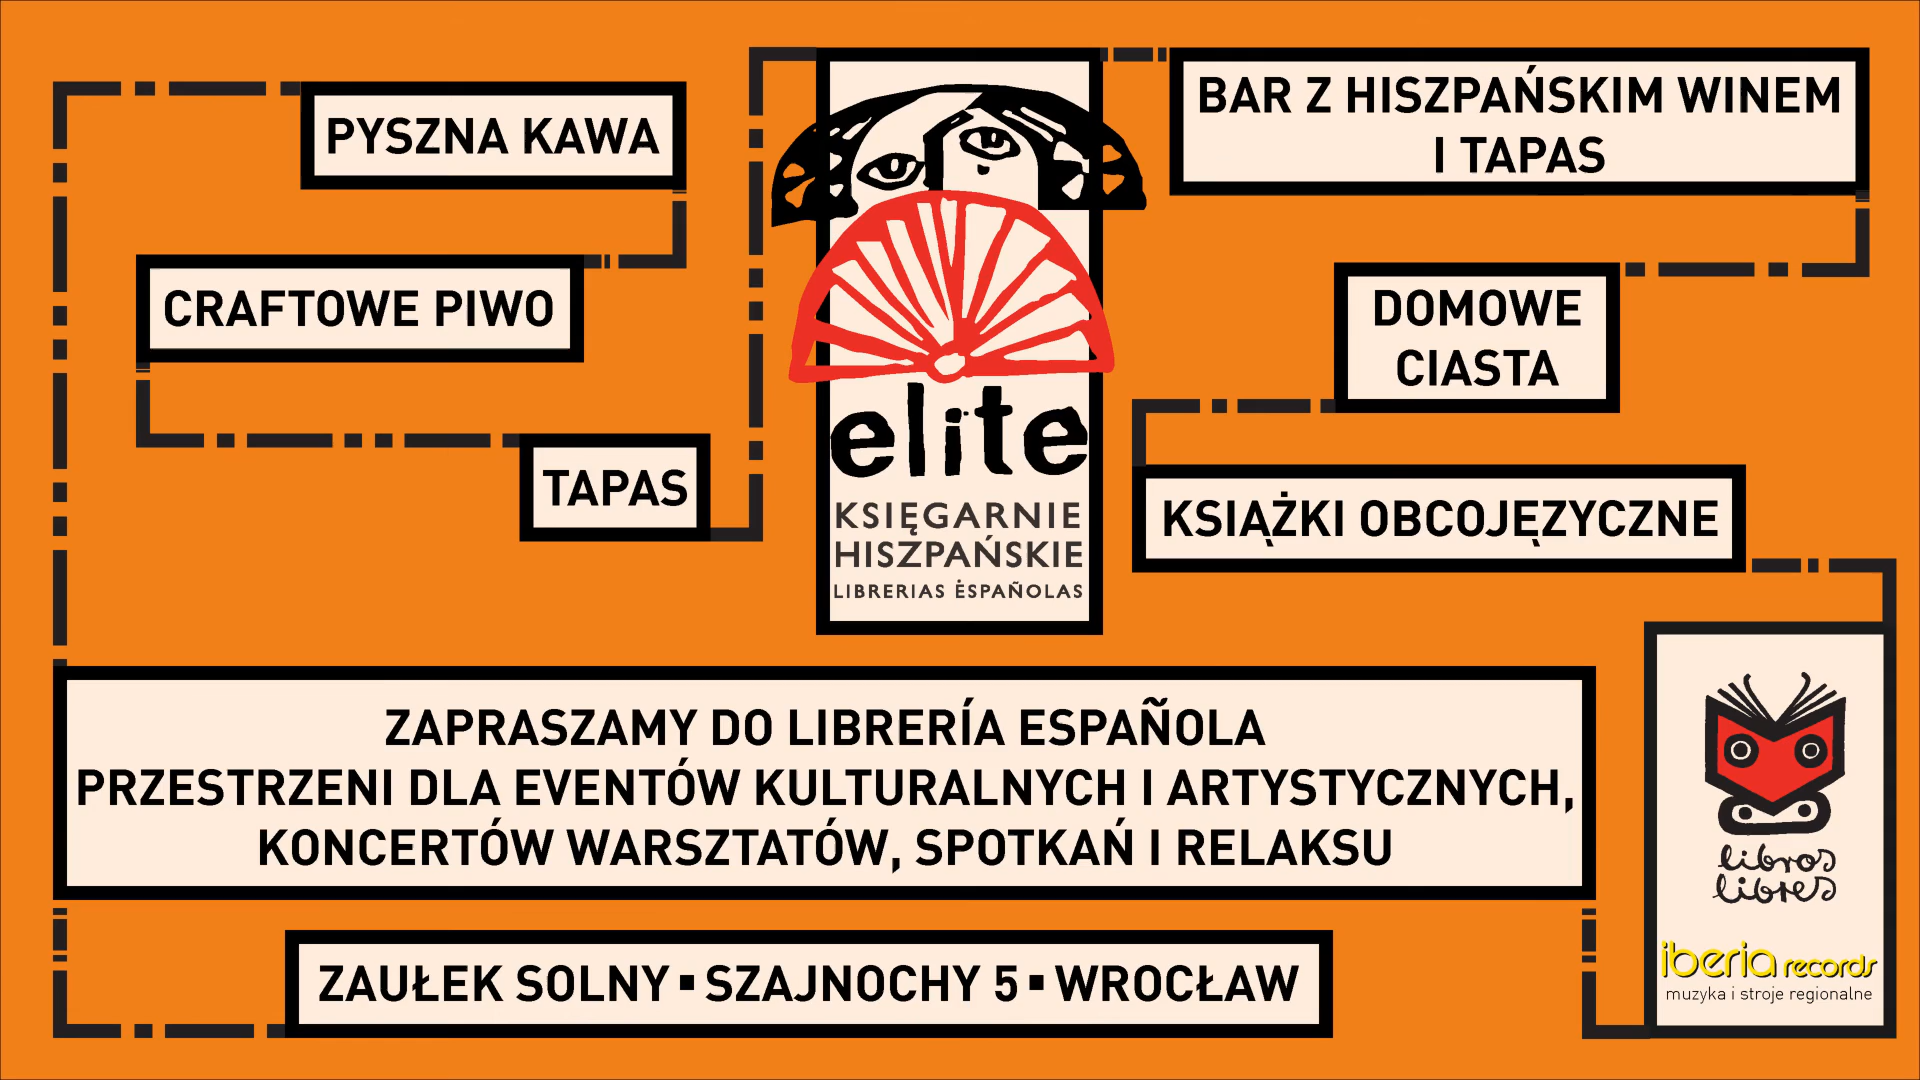 PYSZNA KAWA
CRAFTOWE PIWO
TAPAS
elite
KSIĘGARNIE
HISZPAŃSKIE
LIBRERIAS ĖSPAÑOLAS
BAR Z HISZPAŃSKIM WINEM
I TAPAS
DOMOWE
CIASTA
KSIĄŻKI OBCOJĘZYCZNE
ZAPRASZAMY DO LIBRERÍA ESPAÑOLA
PRZESTRZENI DLA EVENTÓW KULTURALNYCH I ARTYSTYCZNYCH,
KONCERTÓW WARSZTATÓW, SPOTKAŃ I RELAKSU
ZAUŁEK SOLNY ▪ SZAJNOCHY 5 ▪ WROCŁAW
libros
libres
iberia records
muzyka i stroje regionalne